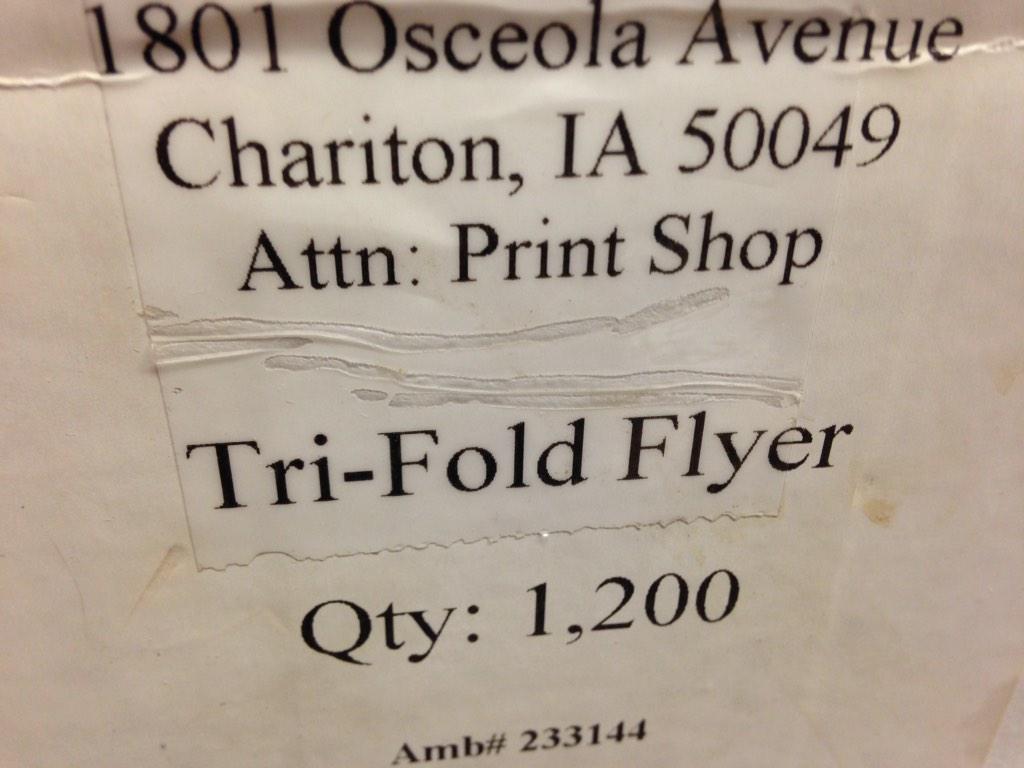 1801 Osceola Avenue
Chariton, IA 50049
Attn: Print Shop
Tri-Fold Flyer
Qty: 1,200
Amb# 233144